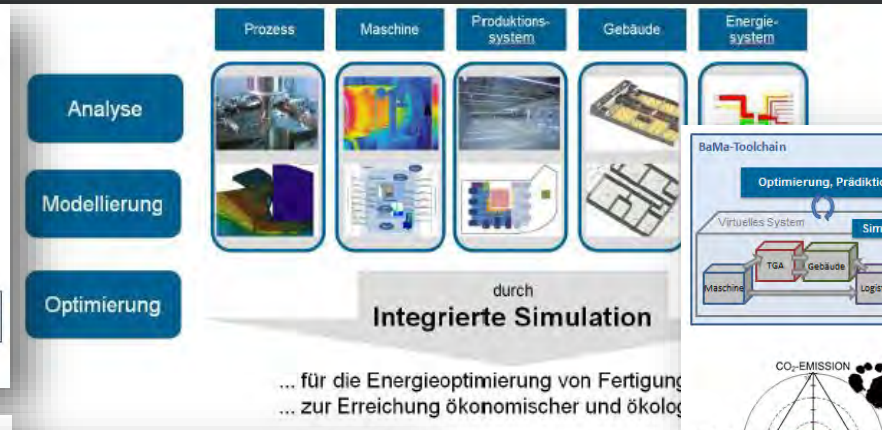 Prozess
Maschine
Produktions-
system
Gebäude
Energie-
system
Analyse
Modellierung
Optimierung
durch
Integrierte Simulation
... für die Energieoptimierung von Fertigung
... zur Erreichung ökonomischer und ökolog
BaMa-Toolchain
Optimierung, Prädiktio
Virtuelles System
Sim
Maschine
TGA
Gebäude
Logis
CO₂-EMISSION